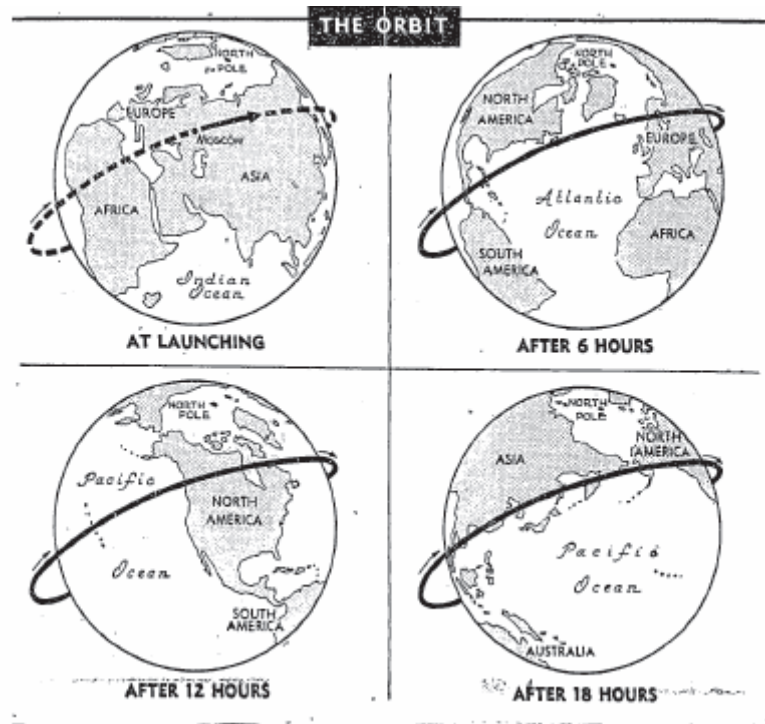 THE ORBIT
NORTH
POLE
EUROPE
MOSCOW
ASIA
AFRICA
Indian
Ocean
AT LAUNCHING
NORTH
POLE
NORTH
AMERICA
EUROPE
Atlantic
Ocean
AFRICA
SOUTH
AMERICA
AFTER 6 HOURS
NORTH
POLE
Pacific
NORTH
AMERICA
Ocean
SOUTH
AMERICA
AFTER 12 HOURS
NORTH
POLE
NORTH
AMERICA
ASIA
Pacific
Ocean
AUSTRALIA
AFTER 18 HOURS